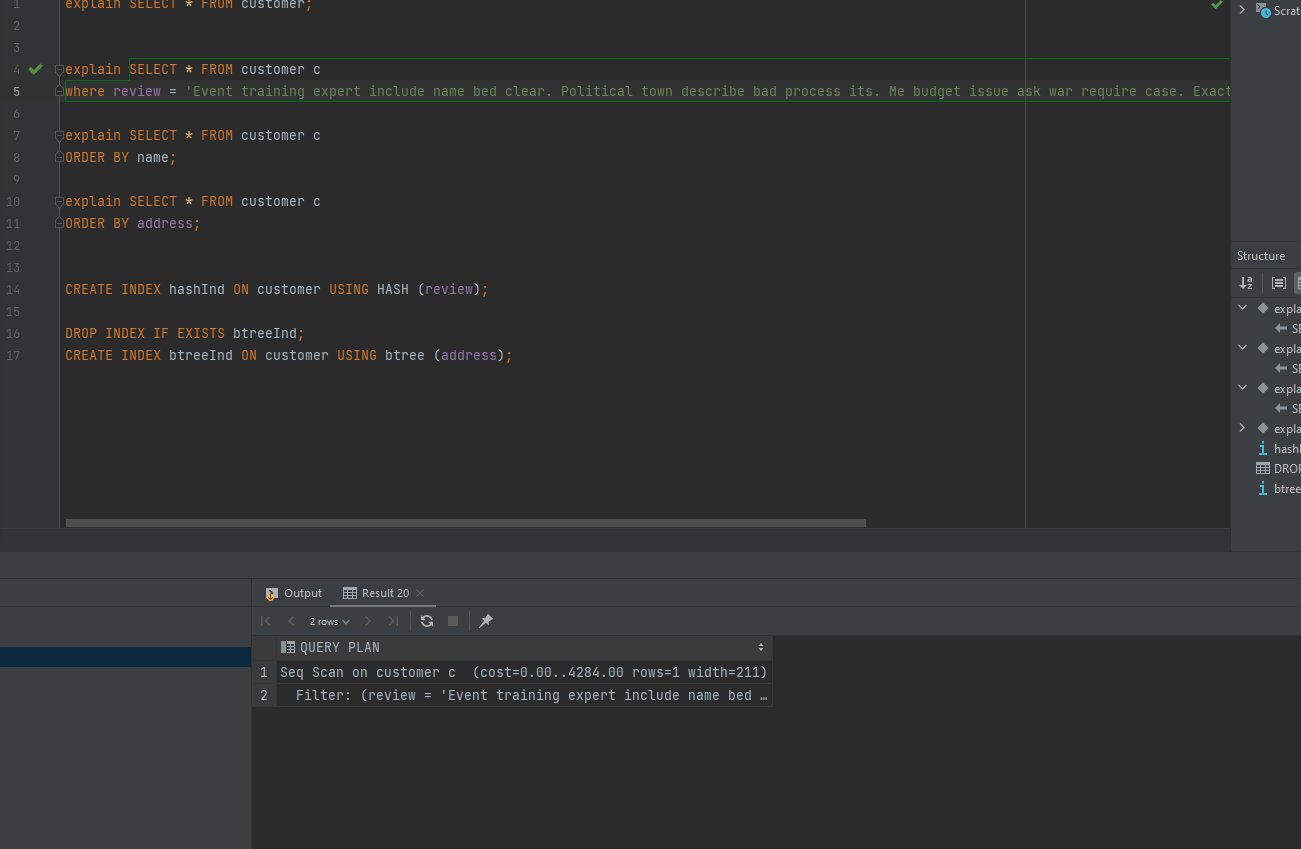 1 explain SELECT * FROM customer;
2
3
4 explain SELECT * FROM customer c
5 where review = 'Event training expert include name bed clear. Political town describe bad process its. Me budget issue ask war require case. Exact
6
7 explain SELECT * FROM customer c
8 ORDER BY name;
9
10 explain SELECT * FROM customer c
11 ORDER BY address;
12
13
14 CREATE INDEX hashInd ON customer USING HASH (review);
15
16 DROP INDEX IF EXISTS btreeInd;
17 CREATE INDEX btreeInd ON customer USING btree (address);
Scrat
Structure
expla
SE
expla
SE
expla
SE
expla
hashI
DROP
btree
Output Result 20
2 rows
QUERY PLAN
1 Seq Scan on customer c (cost=0.00..4284.00 rows=1 width=211)
2 Filter: (review = 'Event training expert include name bed …